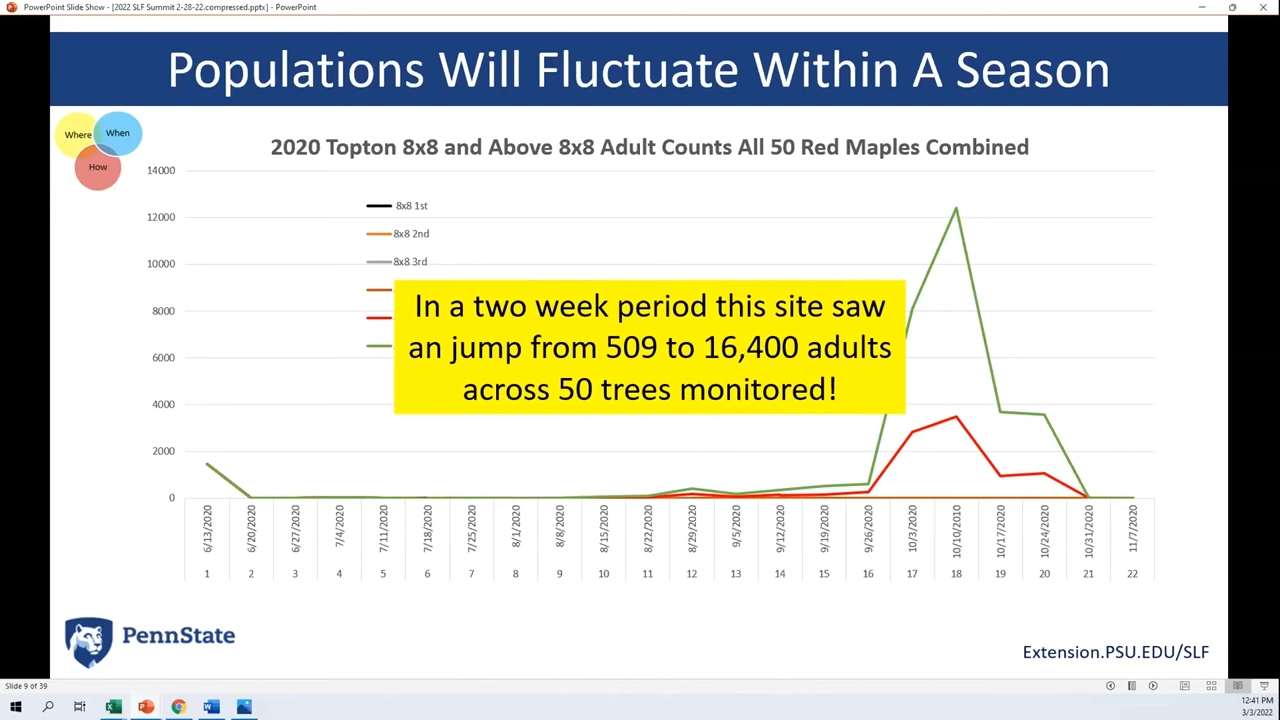 PowerPoint Slide Show - [2022 SLF Summit 2-28-22.compressed.pptx] - PowerPoint
Populations Will Fluctuate Within A Season
Where
When
How
2020 Topton 8x8 and Above 8x8 Adult Counts All 50 Red Maples Combined
14000
12000
10000
8000
6000
4000
2000
0
8x8 1st
8x8 2nd
8x8 3rd
In a two week period this site saw
an jump from 509 to 16,400 adults
across 50 trees monitored!
6/13/2020 6/20/2020 6/27/2020 7/4/2020 7/11/2020 7/18/2020 7/25/2020 8/1/2020 8/8/2020 8/15/2020 8/22/2020 8/29/2020 9/5/2020 9/12/2020 9/19/2020 9/26/2020 10/3/2020 10/10/2010 10/17/2020 10/24/2020 10/31/2020 11/7/2020
1 2 3 4 5 6 7 8 9 10 11 12 13 14 15 16 17 18 19 20 21 22
PennState
Extension.PSU.EDU/SLF
Slide 9 of 39
12:41 PM
3/3/2022